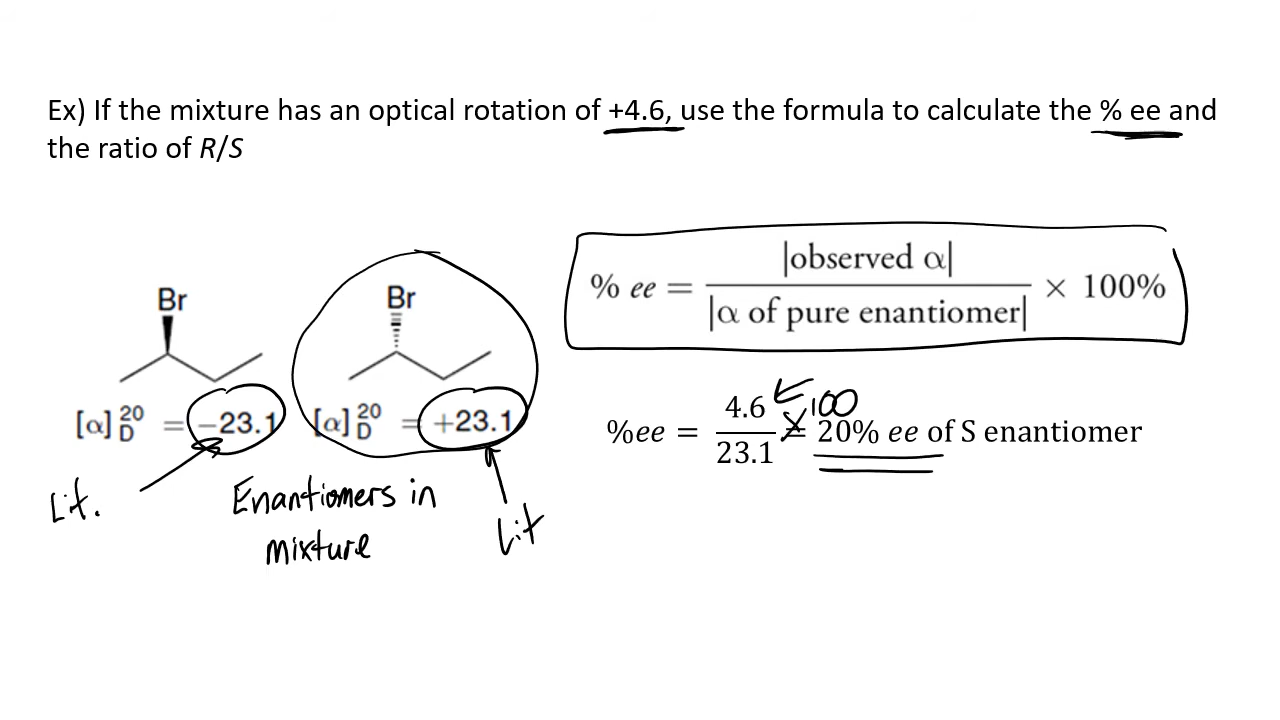 Ex) If the mixture has an optical rotation of +4.6, use the formula to calculate the % ee and
the ratio of R/S
% ee = |observed α| / |α of pure enantiomer| × 100%
Br
Br
[α] 20 D = −23.1
[α] 20 D = +23.1
%ee = 4.6 / 23.1 = 20% ee of S enantiomer
× 100
Lit.
Enantiomers in
mixture
Lit